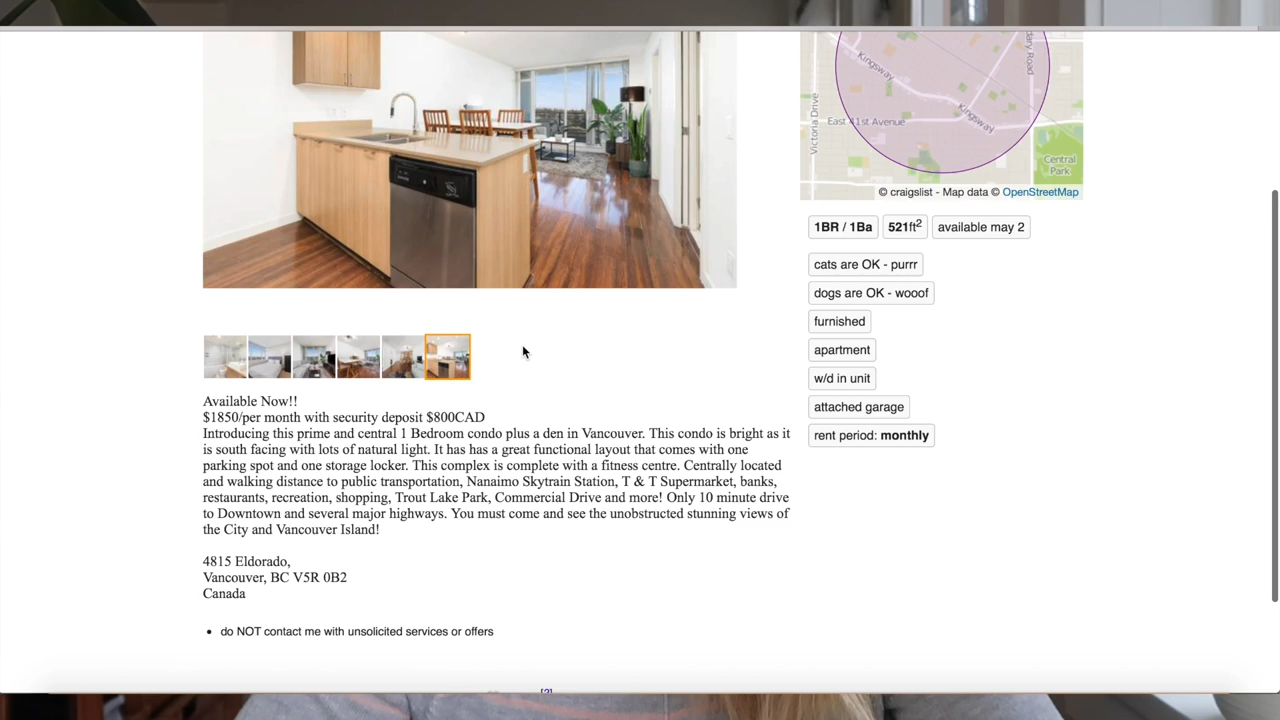 Kingsway
Kingsway
East 41st Avenue
Victoria Drive
Central
Park
© craigslist - Map data © OpenStreetMap
1BR / 1Ba
521ft2
available may 2
cats are OK - purrr
dogs are OK - wooof
furnished
apartment
w/d in unit
attached garage
rent period: monthly
Available Now!!
$1850/per month with security deposit $800CAD
Introducing this prime and central 1 Bedroom condo plus a den in Vancouver. This condo is bright as it
is south facing with lots of natural light. It has has a great functional layout that comes with one
parking spot and one storage locker. This complex is complete with a fitness centre. Centrally located
and walking distance to public transportation, Nanaimo Skytrain Station, T & T Supermarket, banks,
restaurants, recreation, shopping, Trout Lake Park, Commercial Drive and more! Only 10 minute drive
to Downtown and several major highways. You must come and see the unobstructed stunning views of
the City and Vancouver Island!
4815 Eldorado,
Vancouver, BC V5R 0B2
Canada
do NOT contact me with unsolicited services or offers